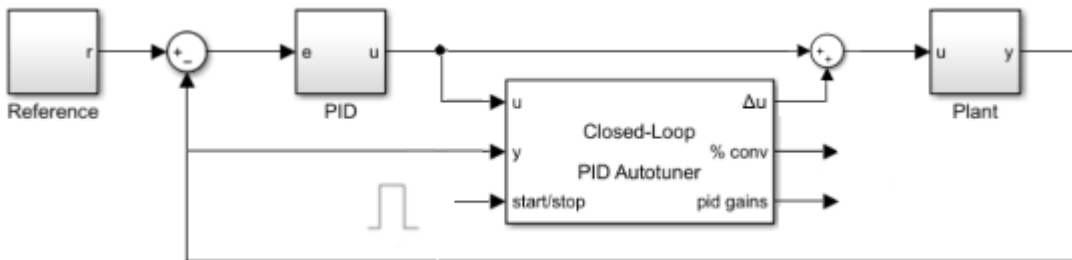 r
+
−
e
u
+
+
u
y
Reference
PID
Plant
u
Δu
Closed-Loop
y
% conv
PID Autotuner
start/stop
pid gains